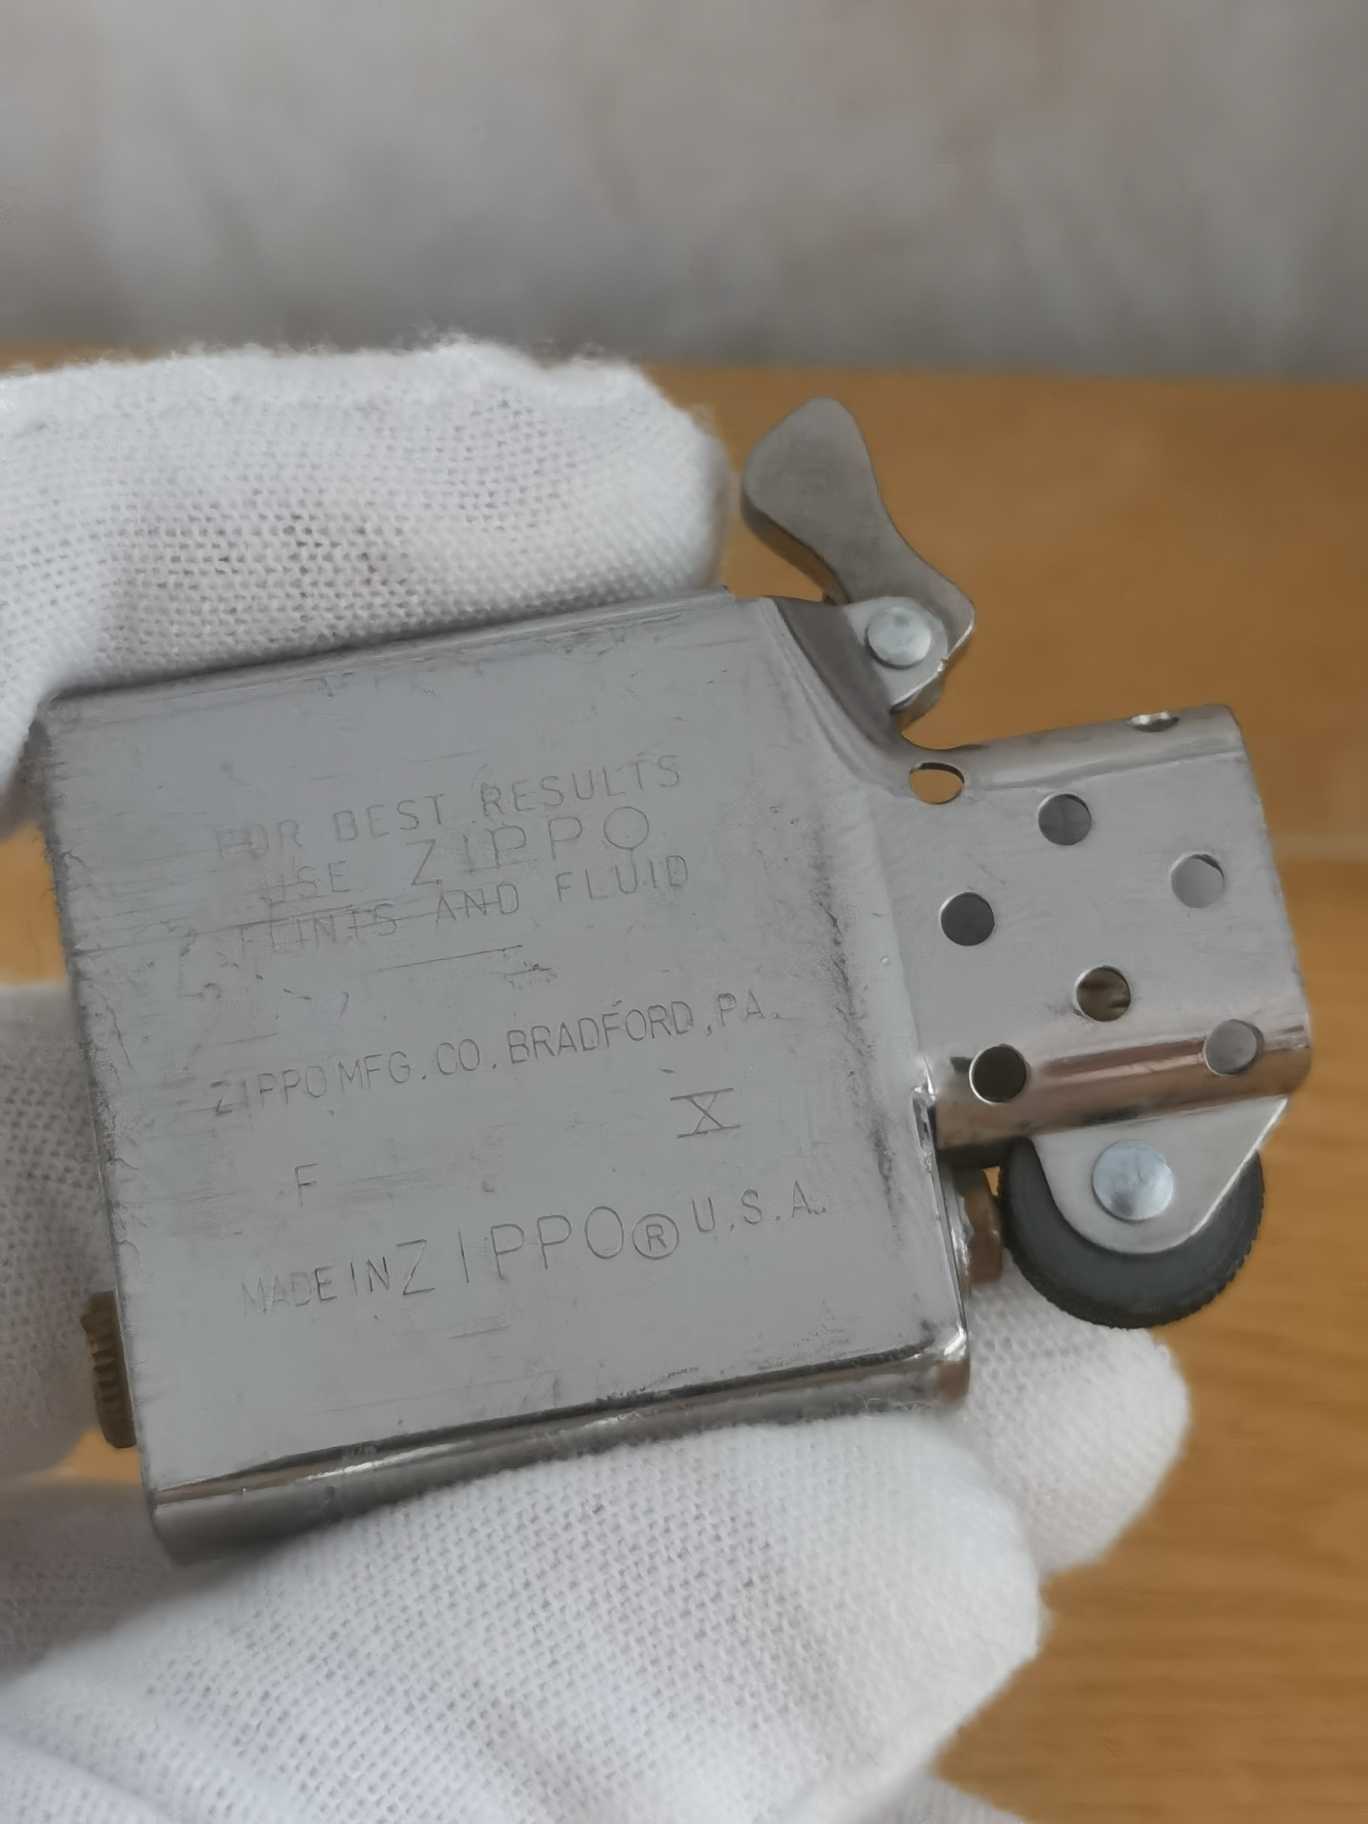 FOR BEST RESULTS
USE ZIPPO
FLINTS AND FLUID
ZIPPO MFG. CO. BRADFORD, PA.
F X
MADE IN ZIPPO® U.S.A.